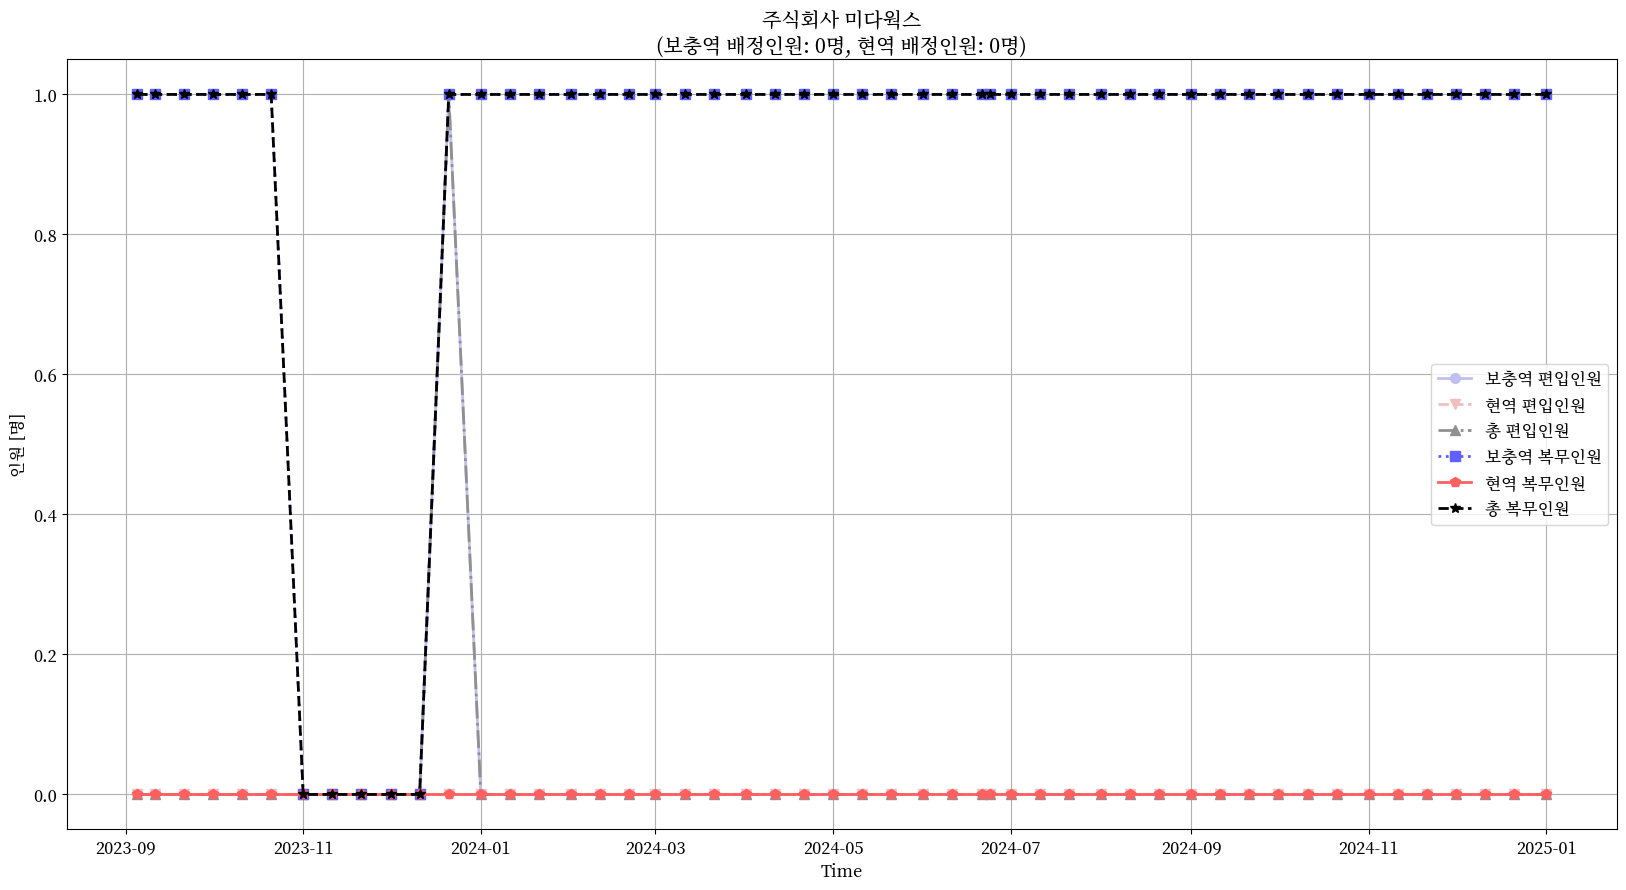 주식회사 미다웍스
(보충역 배정인원: 0명, 현역 배정인원: 0명)
1.0
0.8
0.6
0.4
0.2
0.0
인원 [명]
보충역 편입인원
현역 편입인원
총 편입인원
보충역 복무인원
현역 복무인원
총 복무인원
2023-09
2023-11
2024-01
2024-03
2024-05
2024-07
2024-09
2024-11
2025-01
Time